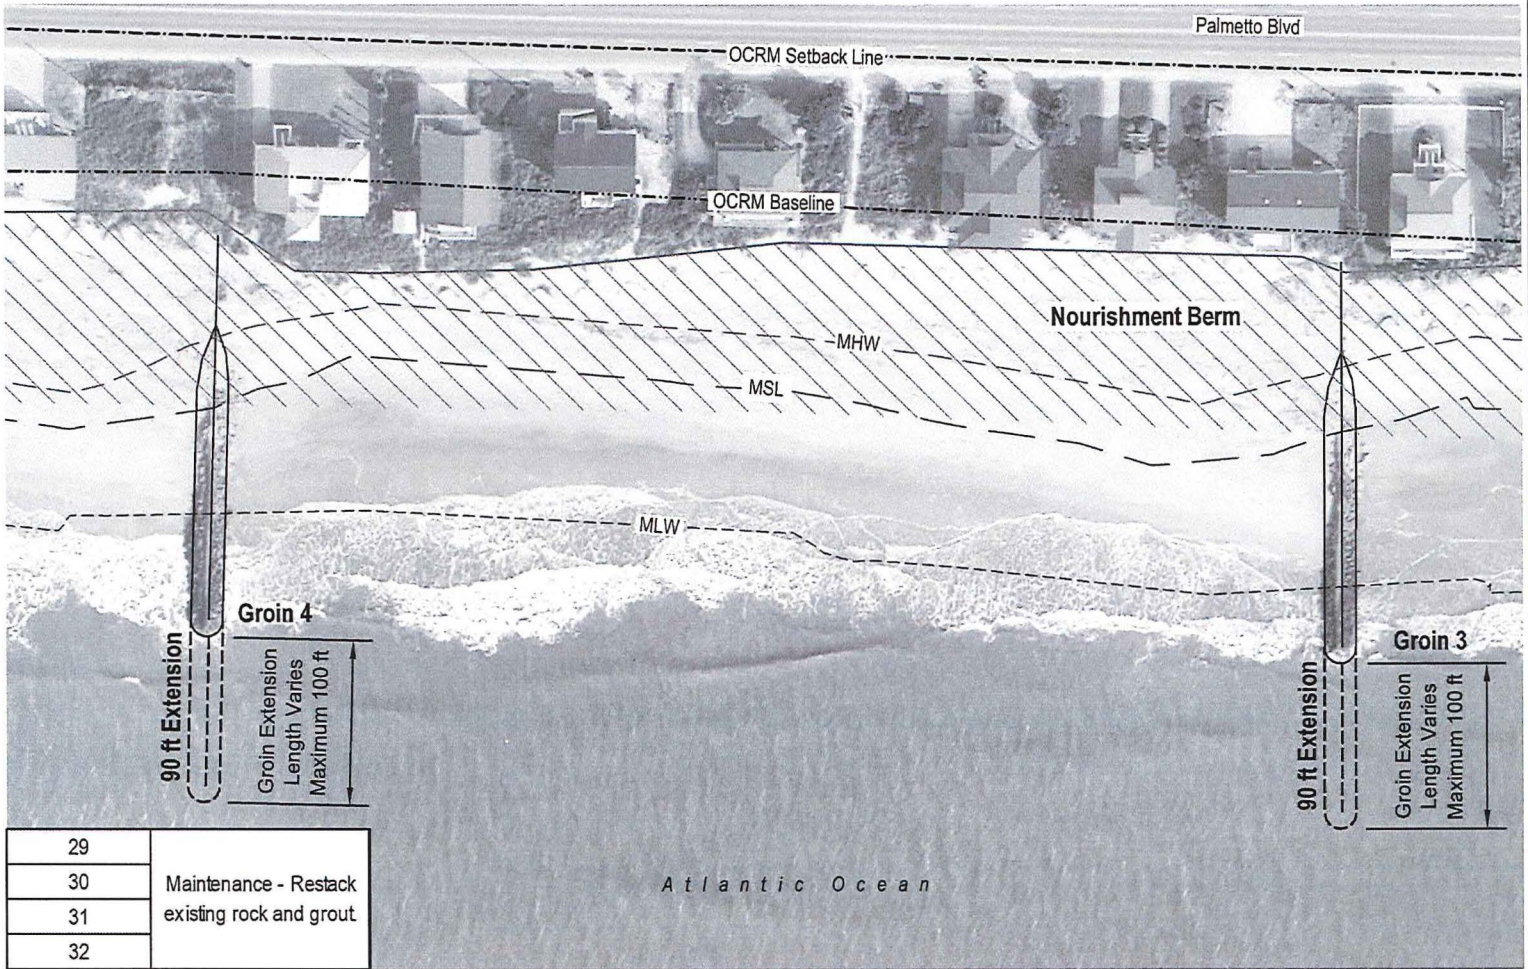 Palmetto Blvd
OCRM Setback Line
OCRM Baseline
Nourishment Berm
MHW
MSL
MLW
Groin 4
90 ft Extension
Groin Extension
Length Varies
Maximum 100 ft
Groin 3
90 ft Extension
Groin Extension
Length Varies
Maximum 100 ft
29
30
31
32
Maintenance - Restack
existing rock and grout.
Atlantic Ocean